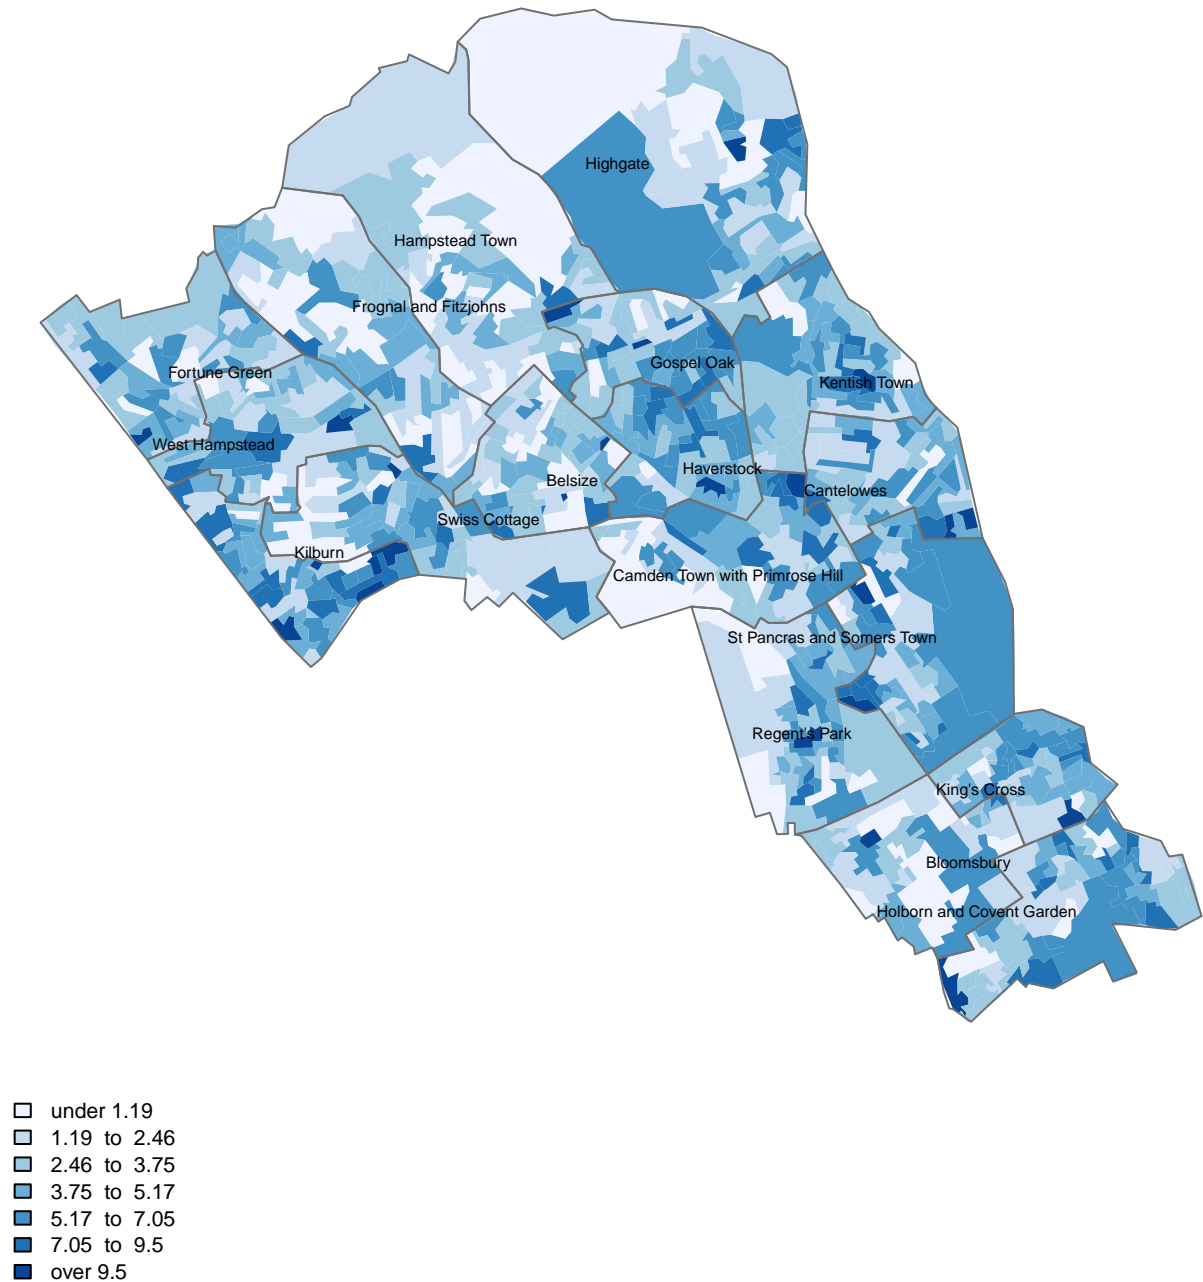 Highgate
Hampstead Town
Frognal and Fitzjohns
Gospel Oak
Fortune Green
Kentish Town
West Hampstead
Haverstock
Belsize
Cantelowes
Swiss Cottage
Kilburn
Camden Town with Primrose Hill
St Pancras and Somers Town
Regent's Park
King's Cross
Bloomsbury
Holborn and Covent Garden
under 1.19
1.19 to 2.46
2.46 to 3.75
3.75 to 5.17
5.17 to 7.05
7.05 to 9.5
over 9.5